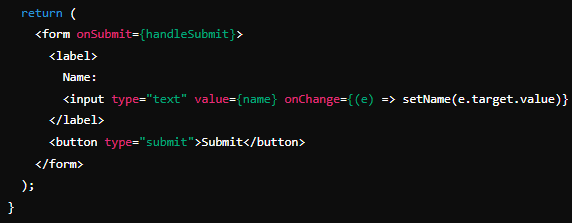 return (
<form onSubmit={handleSubmit}>
<label>
Name:
<input type="text" value={name} onChange={(e) => setName(e.target.value)}
</label>
<button type="submit">Submit</button>
</form>
);
}